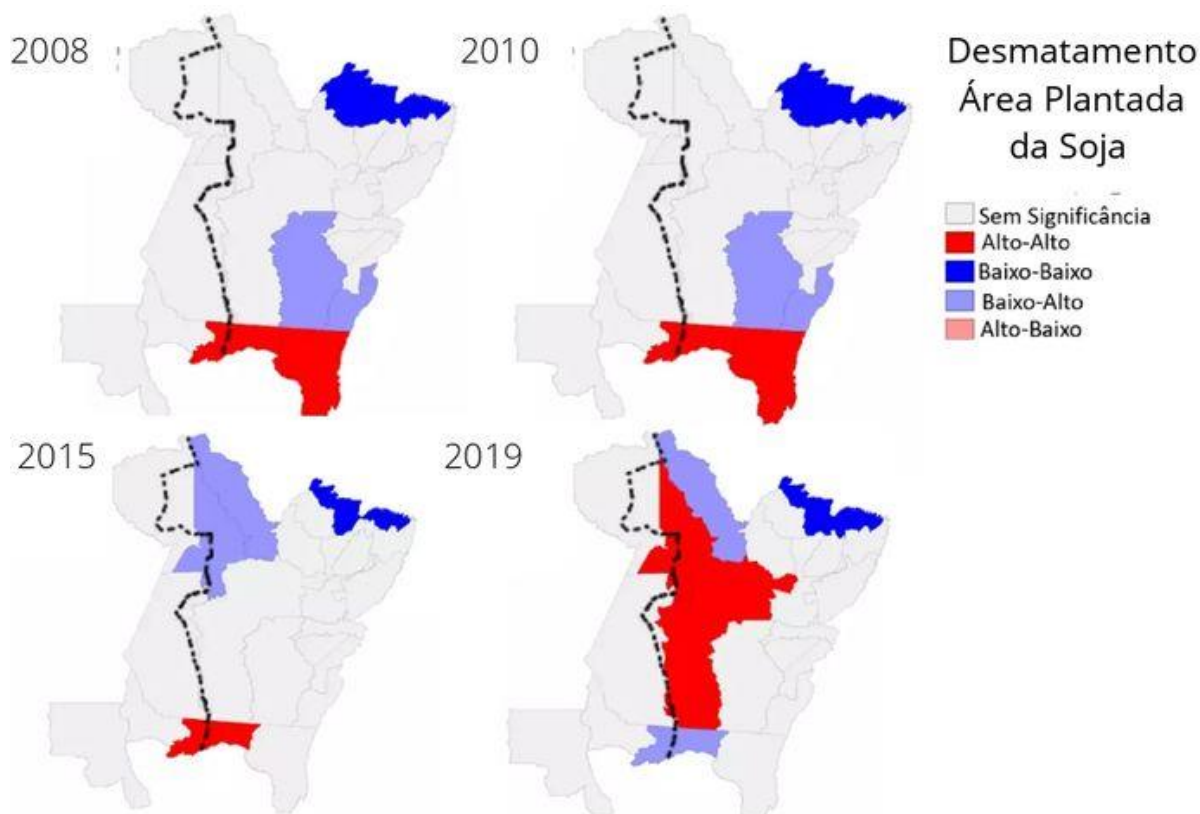 2008
2010
Desmatamento
Área Plantada
da Soja
Sem Significância
Alto-Alto
Baixo-Baixo
Baixo-Alto
Alto-Baixo
2015
2019